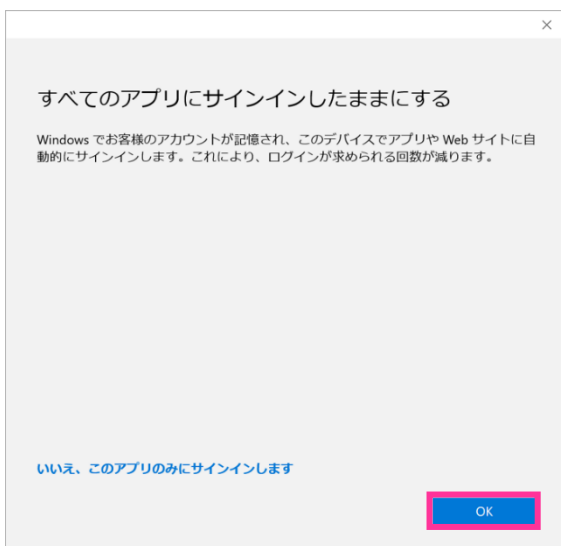 すべてのアプリにサインインしたままにする
Windows でお客様のアカウントが記憶され、このデバイスでアプリや Web サイトに自
動的にサインインします。これにより、ログインが求められる回数が減ります。
いいえ、このアプリのみにサインインします
OK